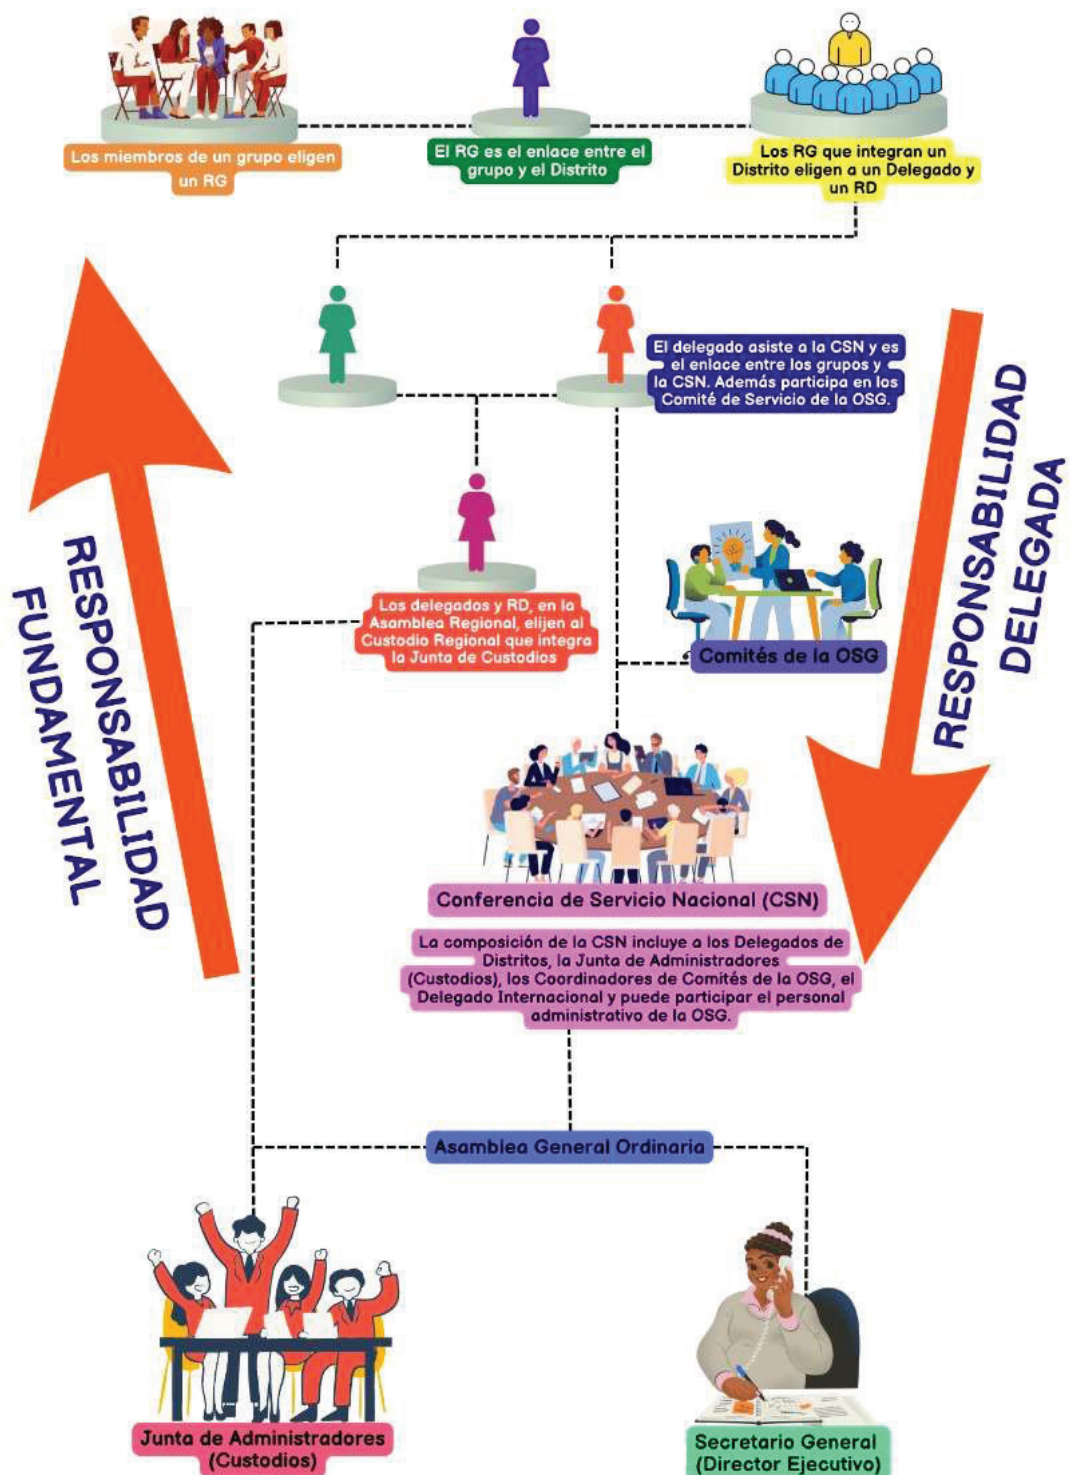 Los miembros de un grupo eligen
un RG
El RG es el enlace entre el
grupo y el Distrito
Los RG que integran un
Distrito eligen a un Delegado y
un RD
El delegado asiste a la CSN y es
el enlace entre los grupos y
la CSN. Además participa en los
Comité de Servicio de la OSG.
RESPONSABILIDAD
FUNDAMENTAL
RESPONSABILIDAD
DELEGADA
Los delegados y RD, en la
Asamblea Regional, elijen al
Custodio Regional que integra
la Junta de Custodios
Comités de la OSG
Conferencia de Servicio Nacional (CSN)
La composición de la CSN incluye a los Delegados de
Distritos, la Junta de Administradores
(Custodios), los Coordinadores de Comités de la OSG, el
Delegado Internacional y puede participar el personal
administrativo de la OSG.
Asamblea General Ordinaria
Junta de Administradores
(Custodios)
Secretario General
(Director Ejecutivo)